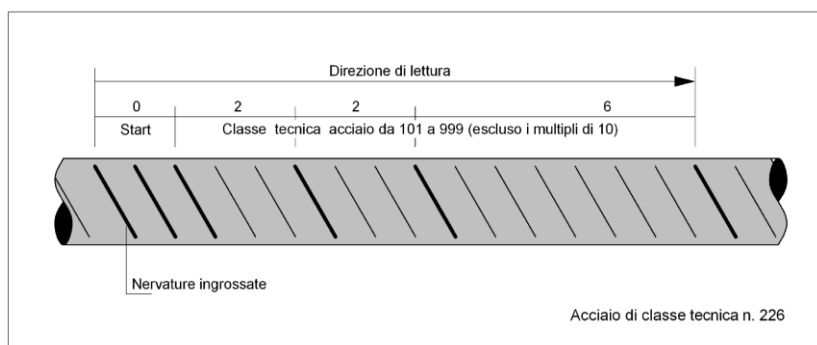 Direzione di lettura
0 2 2 6
Start Classe tecnica acciaio da 101 a 999 (escluso i multipli di 10)
Nervature ingrossate
Acciaio di classe tecnica n. 226